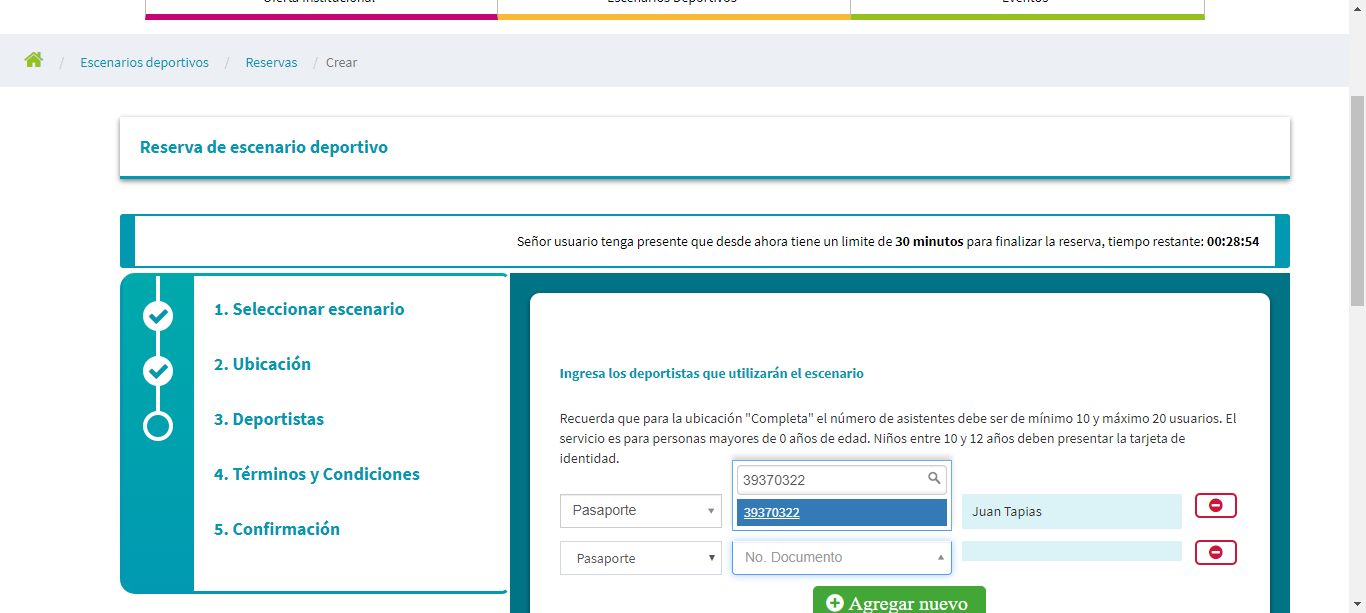 Oferta Institucional
Escenarios Deportivos
Eventos
/ Escenarios deportivos / Reservas / Crear
Reserva de escenario deportivo
Señor usuario tenga presente que desde ahora tiene un limite de 30 minutos para finalizar la reserva, tiempo restante: 00:28:54
1. Seleccionar escenario
2. Ubicación
3. Deportistas
4. Términos y Condiciones
5. Confirmación
Ingresa los deportistas que utilizarán el escenario
Recuerda que para la ubicación "Completa" el número de asistentes debe ser de mínimo 10 y máximo 20 usuarios. El
servicio es para personas mayores de 0 años de edad. Niños entre 10 y 12 años deben presentar la tarjeta de
identidad.
39370322
Pasaporte
39370322
Juan Tapias
Pasaporte
No. Documento
Agregar nuevo